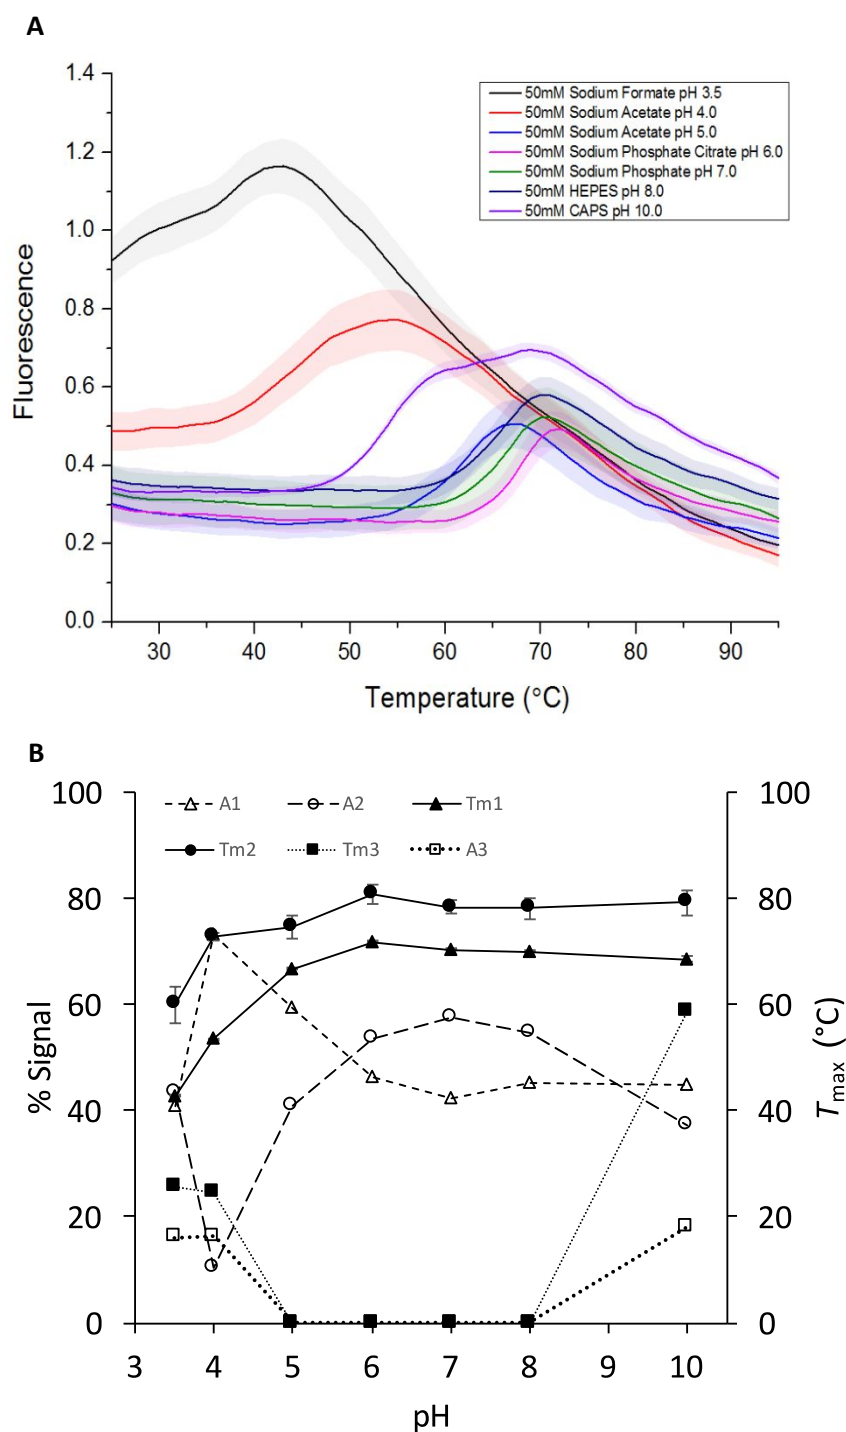 A
1.4
1.2
1.0
0.8
0.6
0.4
0.2
0.0
Fluorescence
50mM Sodium Formate pH 3.5
50mM Sodium Acetate pH 4.0
50mM Sodium Acetate pH 5.0
50mM Sodium Phosphate Citrate pH 6.0
50mM Sodium Phosphate pH 7.0
50mM HEPES pH 8.0
50mM CAPS pH 10.0
30 40 50 60 70 80 90
Temperature (°C)
B
100
80
60
40
20
0
% Signal
A1 A2 Tm1
Tm2 Tm3 A3
100
80
60
40
20
0
Tmax (°C)
3 4 5 6 7 8 9 10
pH